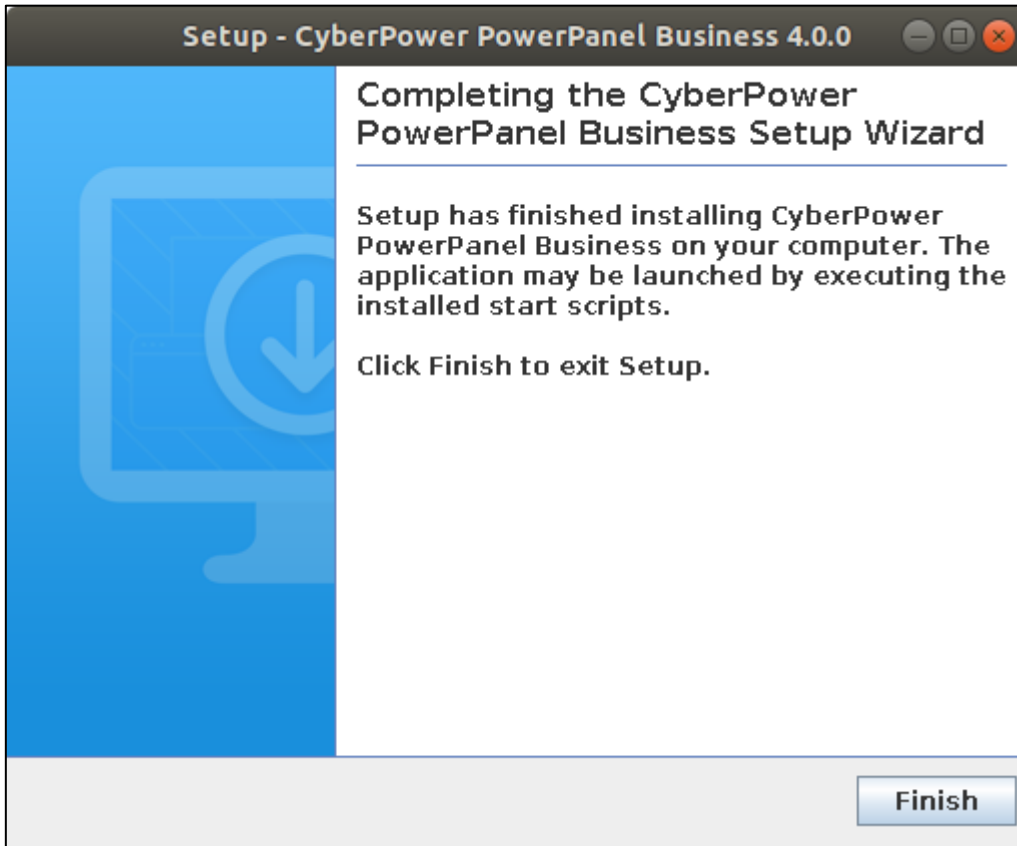 Setup - CyberPower PowerPanel Business 4.0.0
Completing the CyberPower
PowerPanel Business Setup Wizard
Setup has finished installing CyberPower
PowerPanel Business on your computer. The
application may be launched by executing the
installed start scripts.
Click Finish to exit Setup.
Finish